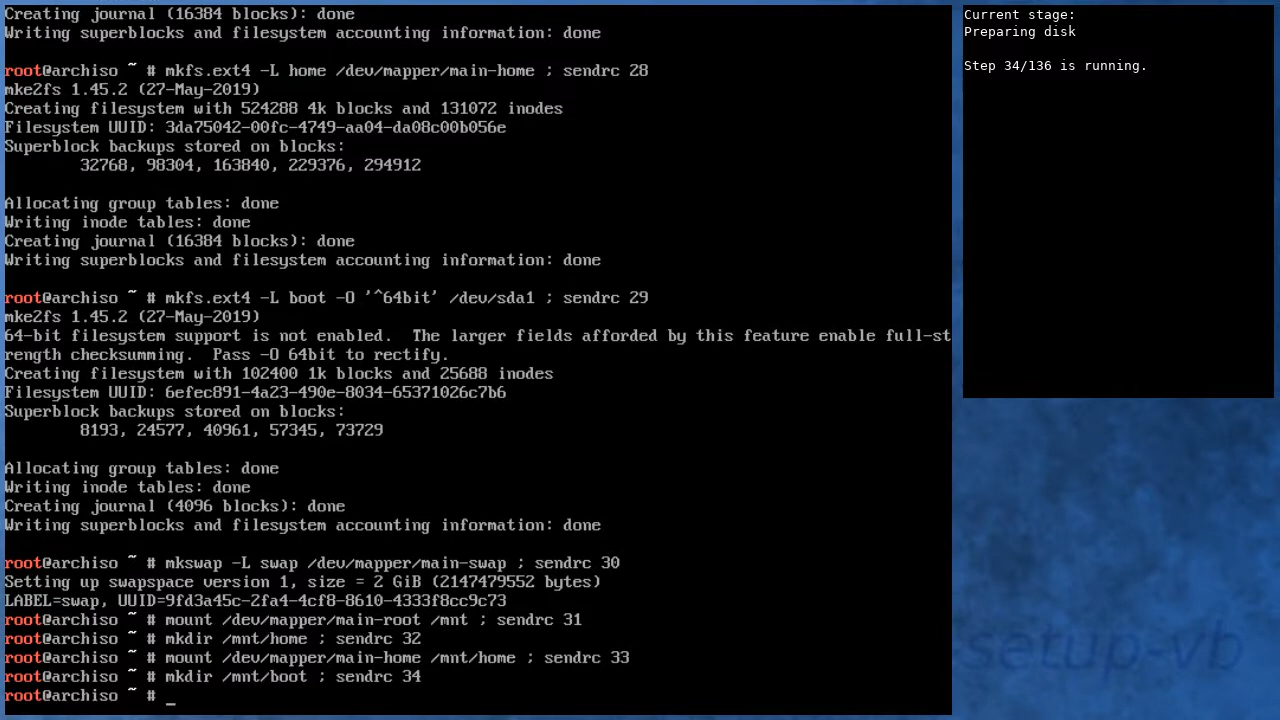 Creating journal (16384 blocks): done
Writing superblocks and filesystem accounting information: done
root@archiso ~ # mkfs.ext4 -L home /dev/mapper/main-home ; sendrc 28
mke2fs 1.45.2 (27-May-2019)
Creating filesystem with 524288 4k blocks and 131072 inodes
Filesystem UUID: 3da75042-00fc-4749-aa04-da08c00b056e
Superblock backups stored on blocks:
        32768, 98304, 163840, 229376, 294912
Allocating group tables: done
Writing inode tables: done
Creating journal (16384 blocks): done
Writing superblocks and filesystem accounting information: done
root@archiso ~ # mkfs.ext4 -L boot -O '^64bit' /dev/sda1 ; sendrc 29
mke2fs 1.45.2 (27-May-2019)
64-bit filesystem support is not enabled.  The larger fields afforded by this feature enable full-st
rength checksumming.  Pass -O 64bit to rectify.
Creating filesystem with 102400 1k blocks and 25688 inodes
Filesystem UUID: 6efec891-4a23-490e-8034-65371026c7b6
Superblock backups stored on blocks:
        8193, 24577, 40961, 57345, 73729
Allocating group tables: done
Writing inode tables: done
Creating journal (4096 blocks): done
Writing superblocks and filesystem accounting information: done
root@archiso ~ # mkswap -L swap /dev/mapper/main-swap ; sendrc 30
Setting up swapspace version 1, size = 2 GiB (2147479552 bytes)
LABEL=swap, UUID=9fd3a45c-2fa4-4cf8-8610-4333f8cc9c73
root@archiso ~ # mount /dev/mapper/main-root /mnt ; sendrc 31
root@archiso ~ # mkdir /mnt/home ; sendrc 32
root@archiso ~ # mount /dev/mapper/main-home /mnt/home ; sendrc 33
root@archiso ~ # mkdir /mnt/boot ; sendrc 34
root@archiso ~ # _
Current stage:
Preparing disk
Step 34/136 is running.
setup-vb